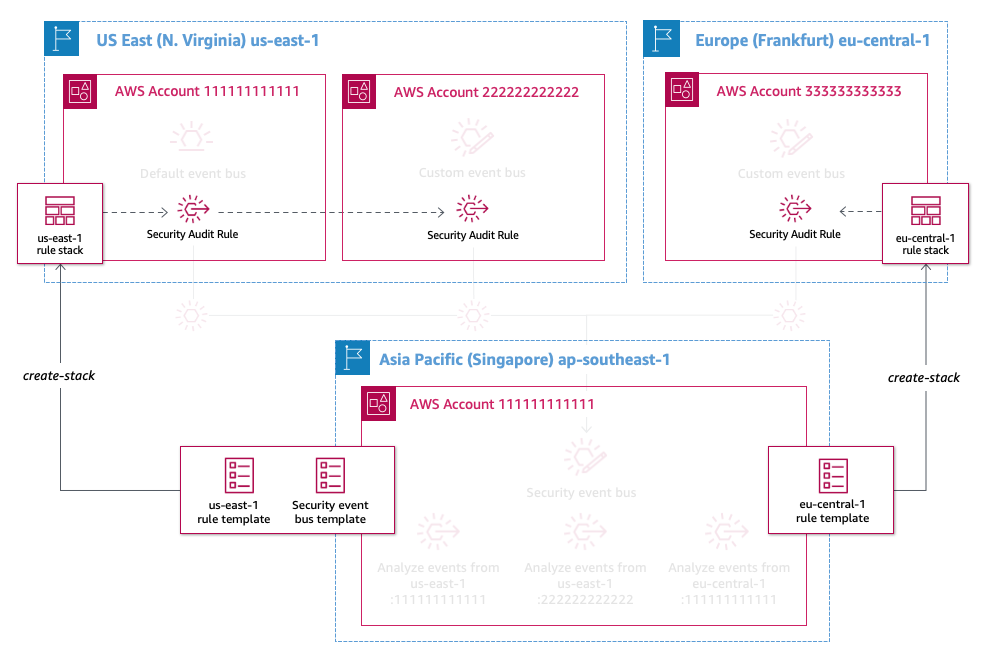 US East (N. Virginia) us-east-1
Europe (Frankfurt) eu-central-1
AWS Account 111111111111
AWS Account 222222222222
AWS Account 333333333333
Default event bus
Custom event bus
Custom event bus
us-east-1
rule stack
Security Audit Rule
Security Audit Rule
Security Audit Rule
eu-central-1
rule stack
Asia Pacific (Singapore) ap-southeast-1
create-stack
create-stack
AWS Account 111111111111
us-east-1
rule template
Security event
bus template
Security event bus
eu-central-1
rule template
Analyze events from
us-east-1
:111111111111
Analyze events from
us-east-1
:222222222222
Analyze events from
eu-central-1
:111111111111